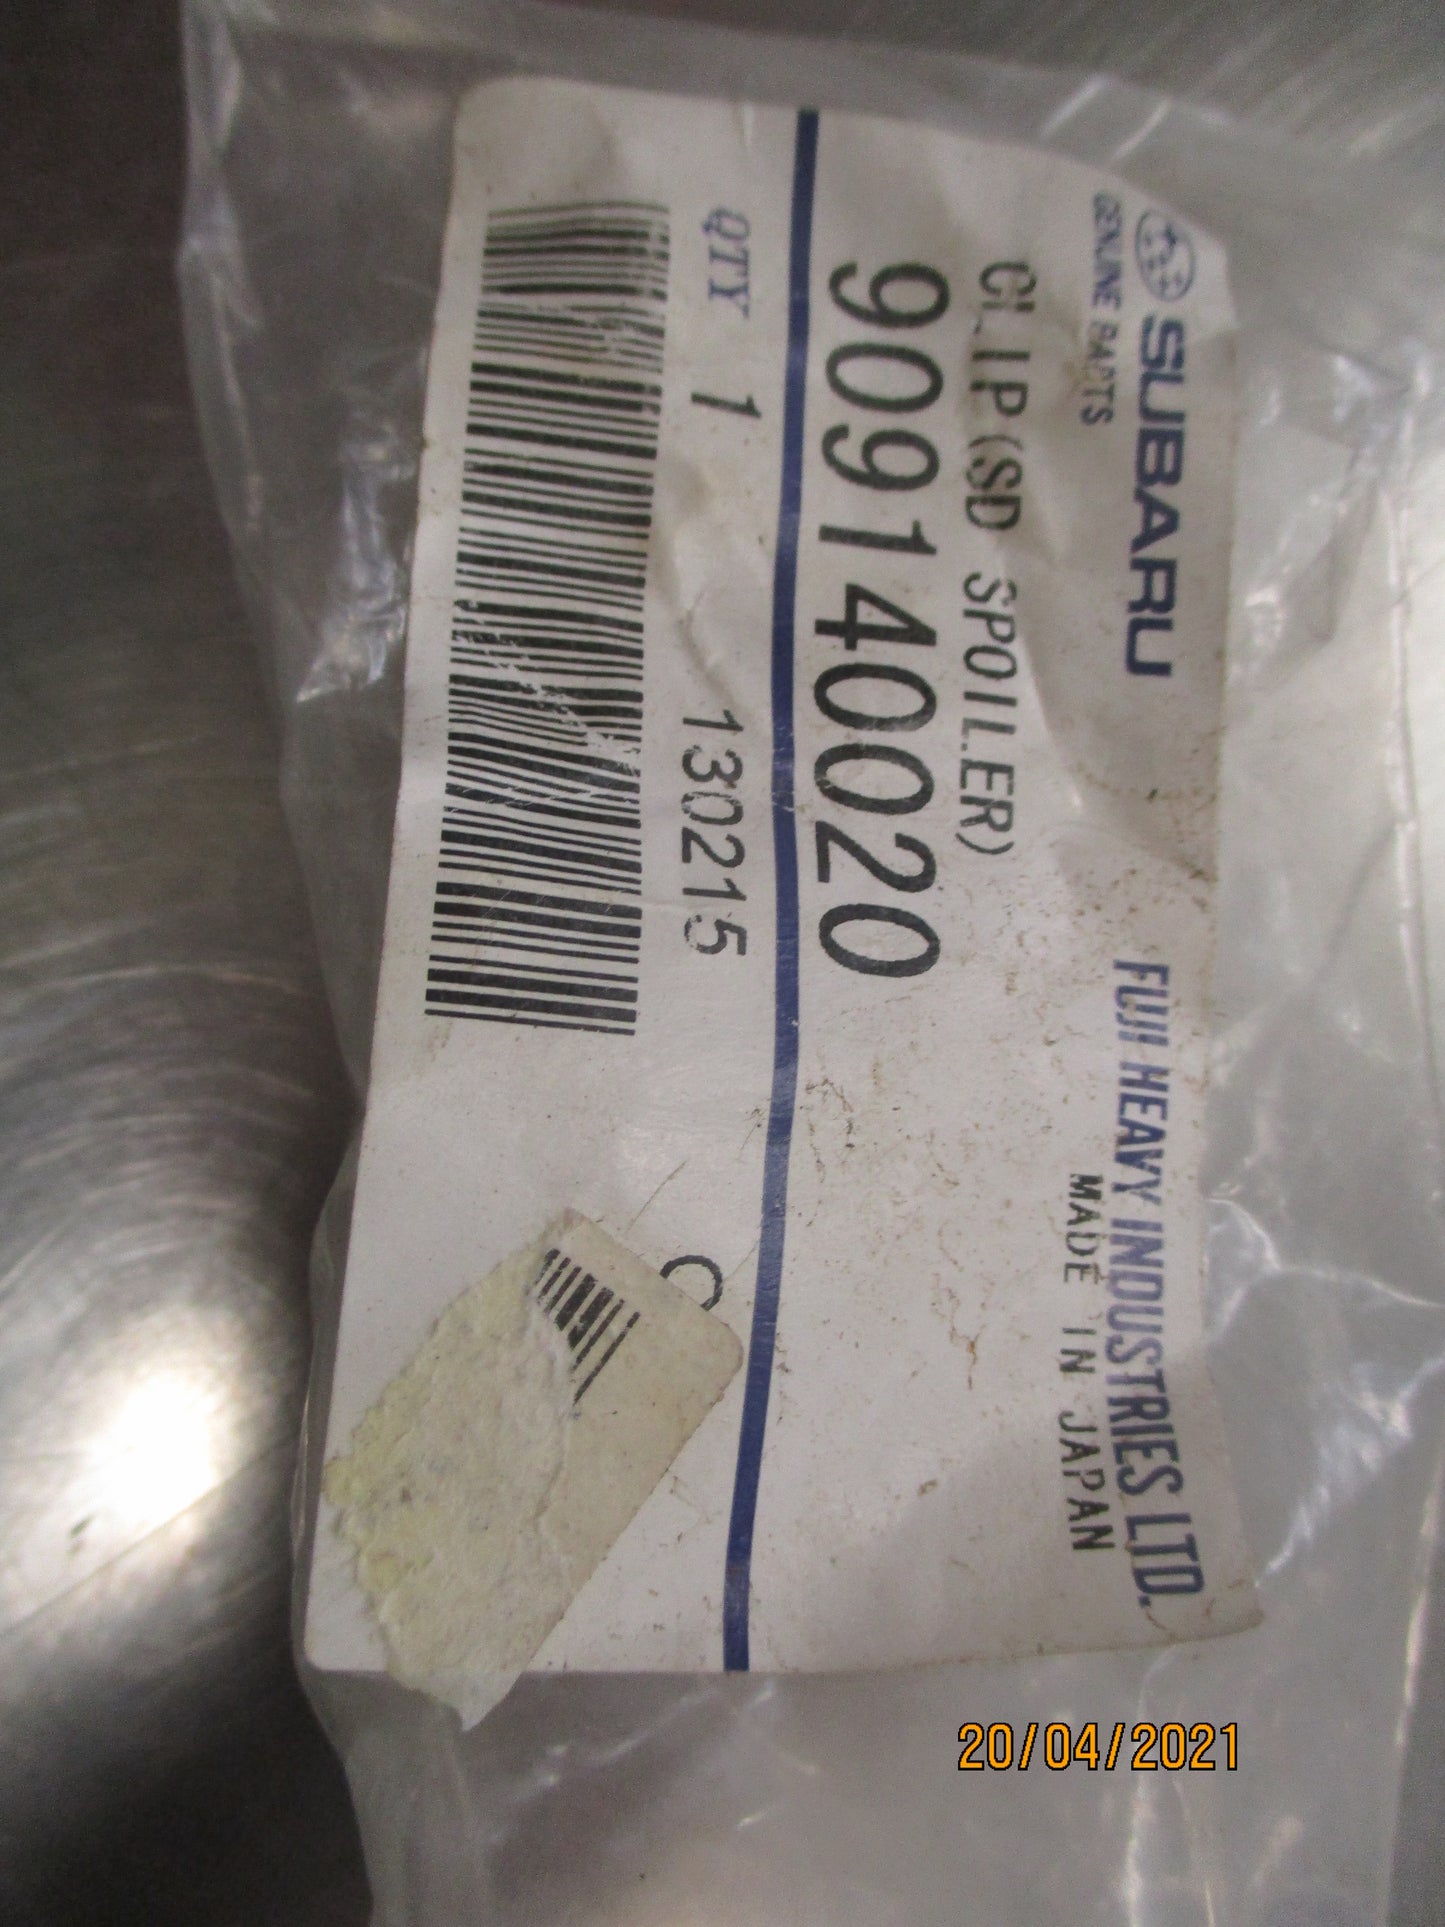 SUBARU
GENUINE PARTS
FUJI HEAVY INDUSTRIES LTD.
MADE IN JAPAN
CLIP(SD SPOILER)
909140020
QTY 1
130215
20/04/2021